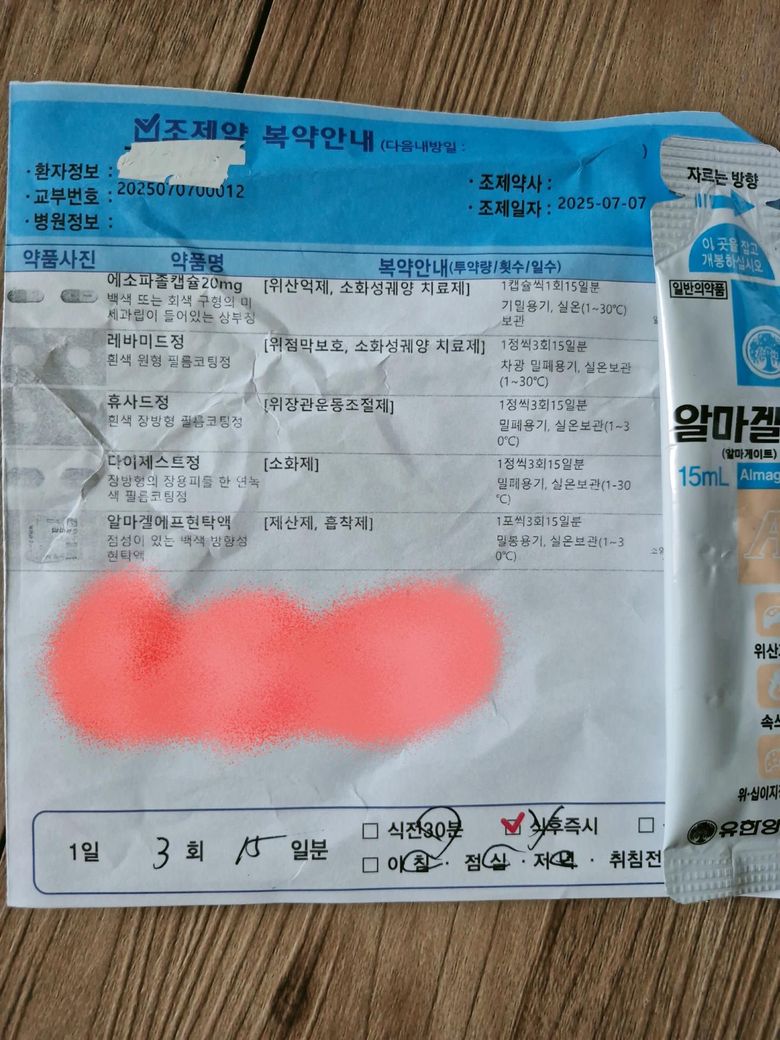 조제약 복약안내 (다음내방일 : )
· 환자정보 :
· 교부번호 : 2025070700012
· 조제약사 :
· 병원정보 :
· 조제일자 : 2025-07-07
약품사진 약품명 복약안내(투약량/횟수/일수)
에소파졸캡슐20mg [위산억제, 소화성궤양 치료제] 1캡슐씩1회15일분
백색 뜨는 회색 구형의 미
세과립이 들어있는 상부
기밀용기, 실온(1~30℃)
보관
레바미드정 [위점막보호, 소화성궤양 치료제] 1정씩3회15일분
흰색 원형 필름코팅정
차광 밀폐용기, 실온보관
(1~30℃)
휴사드정 [위장관운동조절제] 1정씩3회15일분
흰색 장방형 필름코팅정
밀폐용기, 실온보관(1~3
0℃)
다이제스트정 [소화제] 1정씩3회15일분
장방형의 장용피를 한 연녹
색 필름코팅정
밀폐용기, 실온보관(1-30
℃)
알마겔에프현탁액 [제산제, 흡착제] 1포씩3회15일분
점성이 있는 백색 방향성
현탁액
밀봉용기, 실온보관(1~3
0℃)
1일 3 회 15 일분
□ 식전30분 식후즉시 □
□ 아침 · 점심 · 저녁 · 취침전
자르는 방향
이 곳을 잡고
개봉하십시오
일반의약품
알마겔
(알마게이트)
15mL Almag
위산
속쓰
위·십이지
유한양